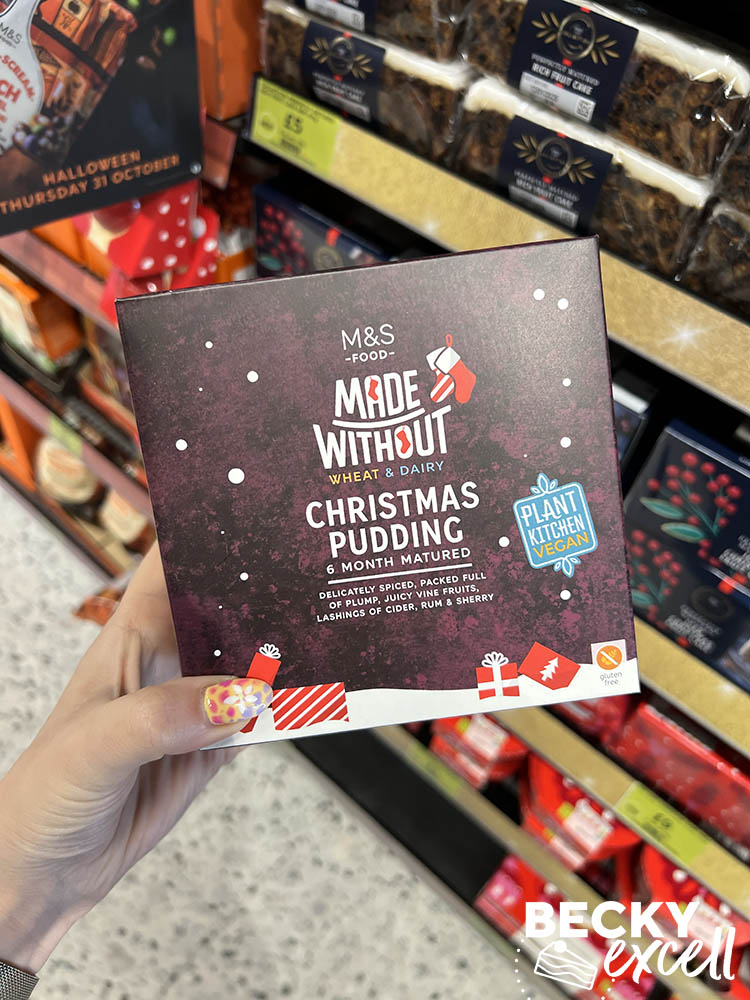 M&S
HALLOWEEN
THURSDAY 31 OCTOBER
£5
RICH FRUIT CAKE
M&S
-FOOD-
MADE
WITHOUT
WHEAT & DAIRY
CHRISTMAS
PUDDING
6 MONTH MATURED
DELICATELY SPICED, PACKED FULL
OF PLUMP, JUICY VINE FRUITS,
LASHINGS OF CIDER, RUM & SHERRY
PLANT
KITCHEN
VEGAN
gluten
free
BECKY
excell